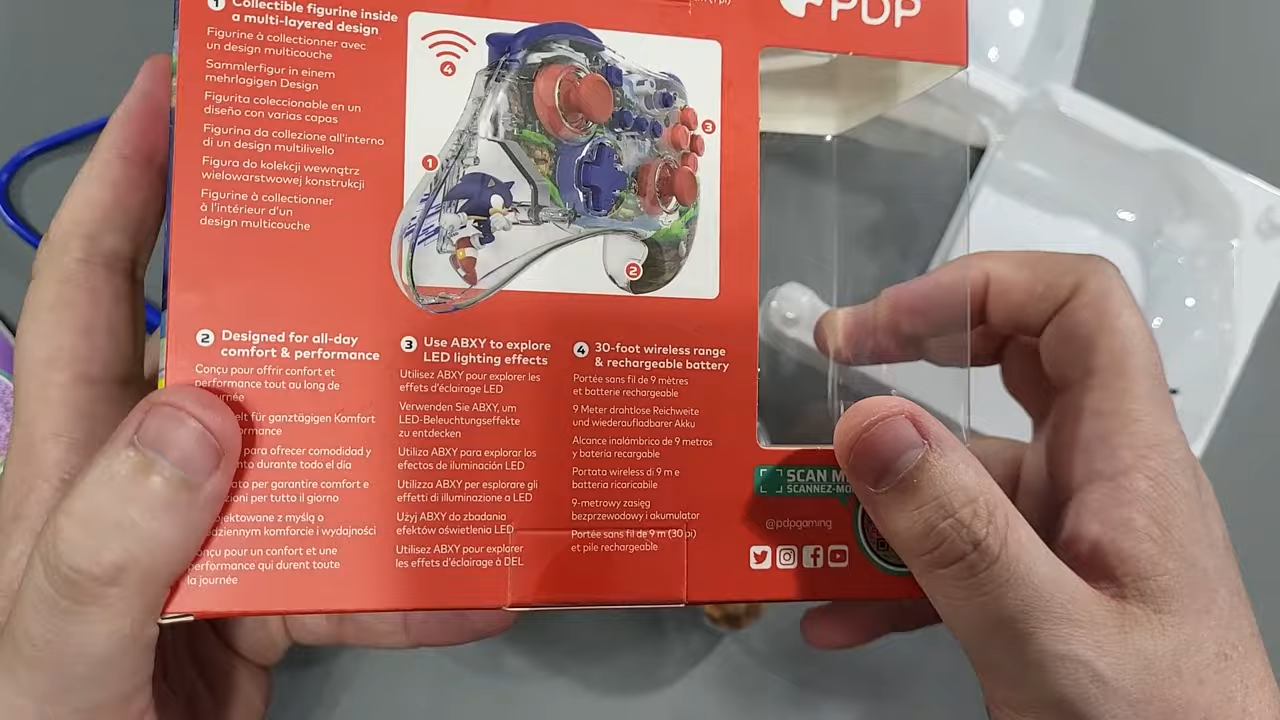 1 Collectible figurine inside
a multi-layered design
Figurine à collectionner avec
un design multicouche
Sammlerfigur in einem
mehrlagigen Design
Figurita coleccionable en un
diseño con varias capas
Figurina da collezione all'interno
di un design multilivello
Figura do kolekcji wewnątrz
wielowarstwowej konstrukcji
Figurine à collectionner
à l'intérieur d'un
design multicouche
4
1
3
2
PDP
2 Designed for all-day
comfort & performance
Conçu pour offrir confort et
performance tout au long de
für ganztägigen Komfort
para ofrecer comodidad y
durante todo el día
per garantire comfort e
per tutto il giorno
z myślą o
komforcie i wydajności
pour un confort et une
performance qui durent toute
la journée
3 Use ABXY to explore
LED lighting effects
Utilisez ABXY pour explorer les
effets d'éclairage LED
Verwenden Sie ABXY, um
LED-Beleuchtungseffekte
zu entdecken
Utiliza ABXY para explorar los
efectos de iluminación LED
Utilizza ABXY per esplorare gli
effetti di illuminazione a LED
Użyj ABXY do zbadania
efektów oświetlenia LED
Utilisez ABXY pour explorer
les effets d'éclairage à DEL
4 30-foot wireless range
& rechargeable battery
Portée sans fil de 9 mètres
et batterie rechargeable
9 Meter drahtlose Reichweite
und wiederaufladbarer Akku
Alcance inalámbrico de 9 metros
y batería recargable
Portata wireless di 9 m e
batteria ricaricabile
9-metrowy zasięg
bezprzewodowy i akumulator
Portée sans fil de 9 m (30 pi)
et pile rechargeable
SCAN
@pdpgaming